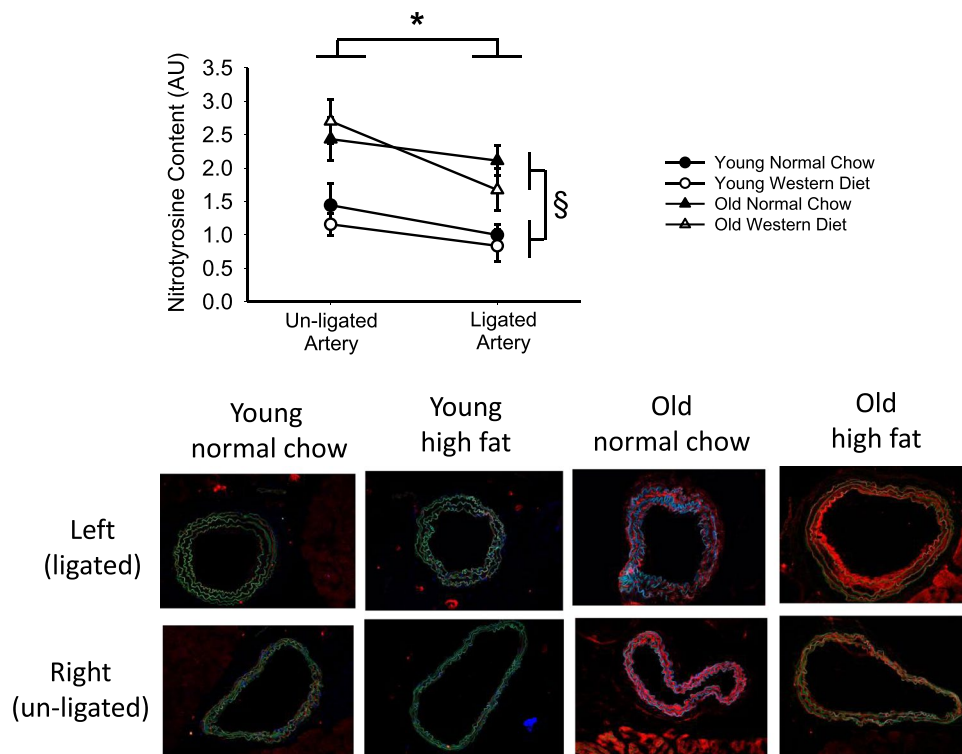 *
Nitrotyrosine Content (AU)
3.5
3.0
2.5
2.0
1.5
1.0
0.5
0.0
§
Un-ligated
Artery
Ligated
Artery
Young Normal Chow
Young Western Diet
Old Normal Chow
Old Western Diet
Young
normal chow
Young
high fat
Old
normal chow
Old
high fat
Left
(ligated)
Right
(un-ligated)